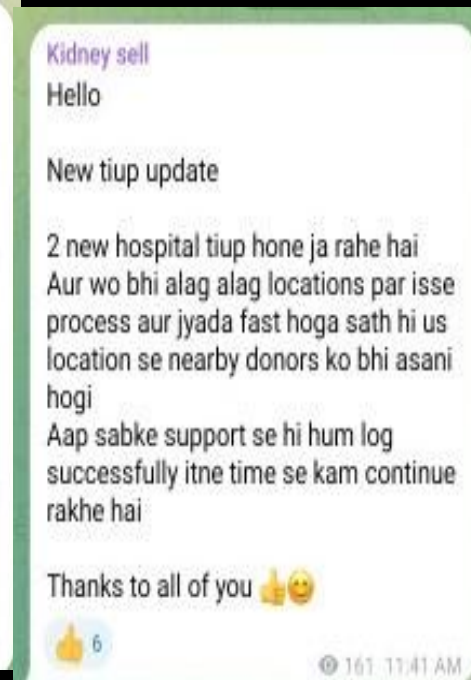 Kidney sell
Hello
New tiup update
2 new hospital tiup hone ja rahe hai
Aur wo bhi alag alag locations par isse
process aur jyada fast hoga sath hi us
location se nearby donors ko bhi asani
hogi
Aap sabke support se hi hum log
successfully itne time se kam continue
rakhe hai
Thanks to all of you 👍😊
👍 6
161 11:41 AM